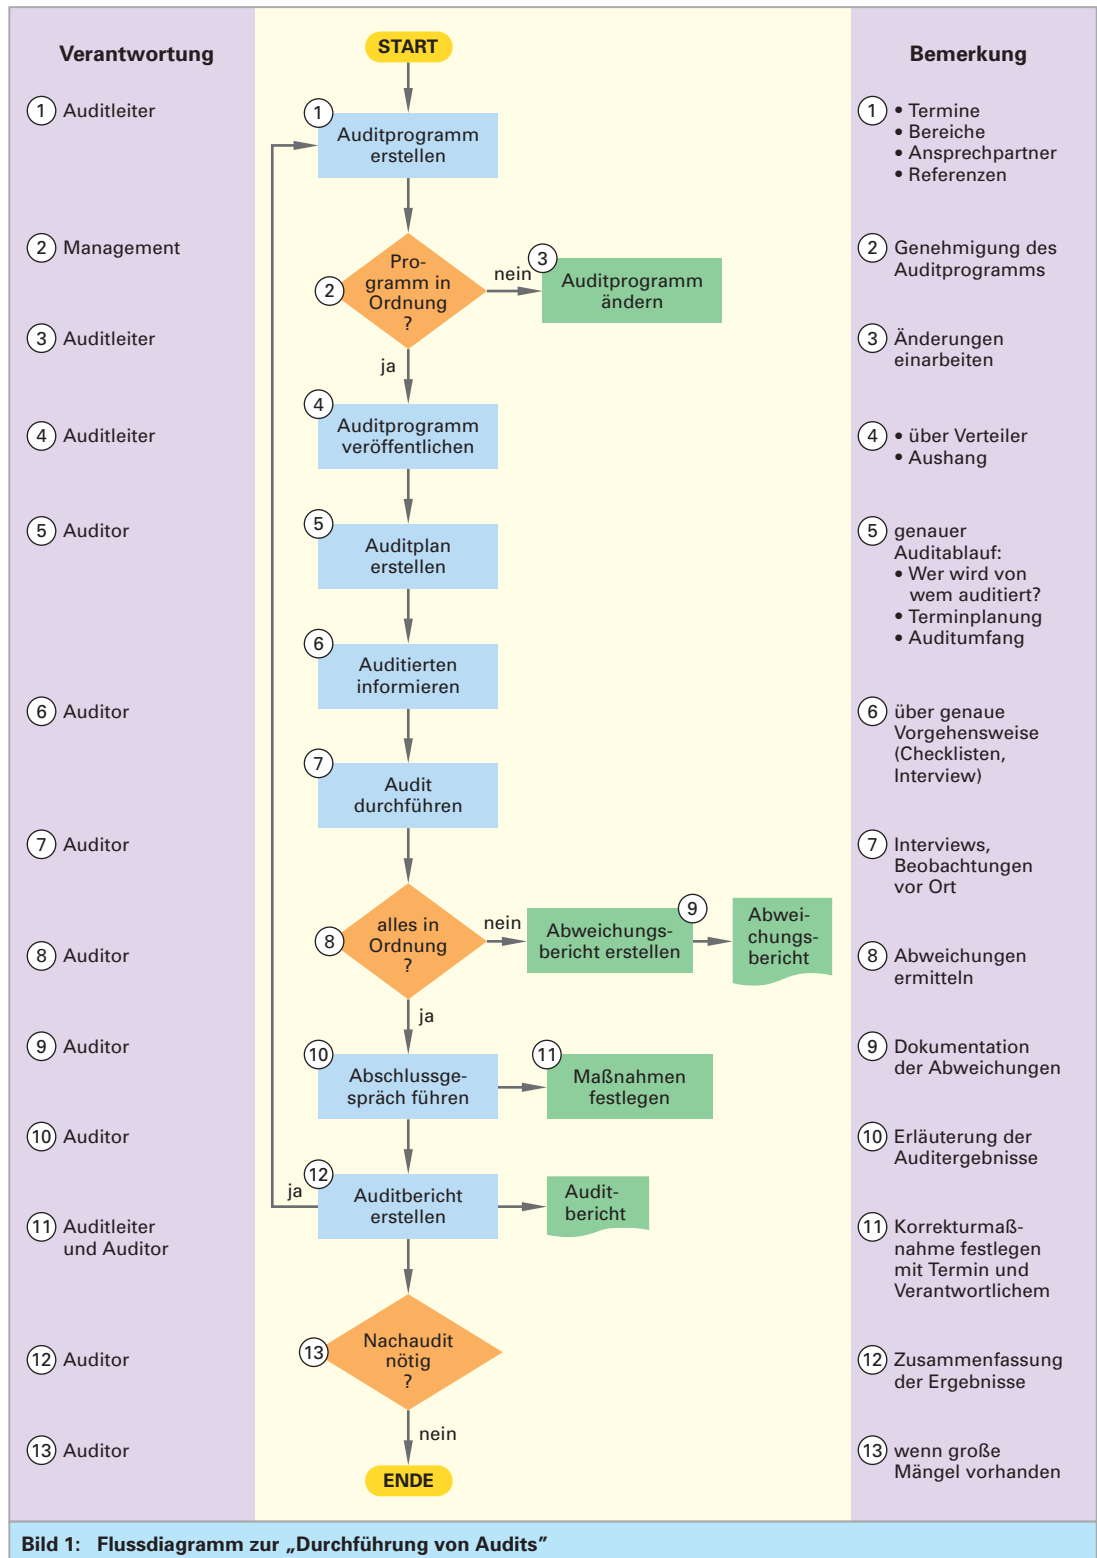 Verantwortung
1 Auditleiter
2 Management
3 Auditleiter
4 Auditleiter
5 Auditor
6 Auditor
7 Auditor
8 Auditor
9 Auditor
10 Auditor
11 Auditleiter
und Auditor
12 Auditor
13 Auditor
START
1
Auditprogramm
erstellen
2
Pro-
gramm in
Ordnung
?
nein
3
Auditprogramm
ändern
ja
4
Auditprogramm
veröffentlichen
5
Auditplan
erstellen
6
Auditierten
informieren
7
Audit
durchführen
8
alles in
Ordnung
?
nein
9
Abweichungs-
bericht erstellen
Abwei-
chungs-
bericht
ja
10
Abschlussge-
spräch führen
11
Maßnahmen
festlegen
12
ja
Auditbericht
erstellen
Audit-
bericht
13
Nachaudit
nötig
?
nein
ENDE
Bemerkung
1 • Termine
• Bereiche
• Ansprechpartner
• Referenzen
2 Genehmigung des
Auditprogramms
3 Änderungen
einarbeiten
4 • über Verteiler
• Aushang
5 genauer
Auditablauf:
• Wer wird von
wem auditiert?
• Terminplanung
• Auditumfang
6 über genaue
Vorgehensweise
(Checklisten,
Interview)
7 Interviews,
Beobachtungen
vor Ort
8 Abweichungen
ermitteln
9 Dokumentation
der Abweichungen
10 Erläuterung der
Auditergebnisse
11 Korrekturmaß-
nahme festlegen
mit Termin und
Verantwortlichem
12 Zusammenfassung
der Ergebnisse
13 wenn große
Mängel vorhanden
Bild 1: Flussdiagramm zur „Durchführung von Audits”